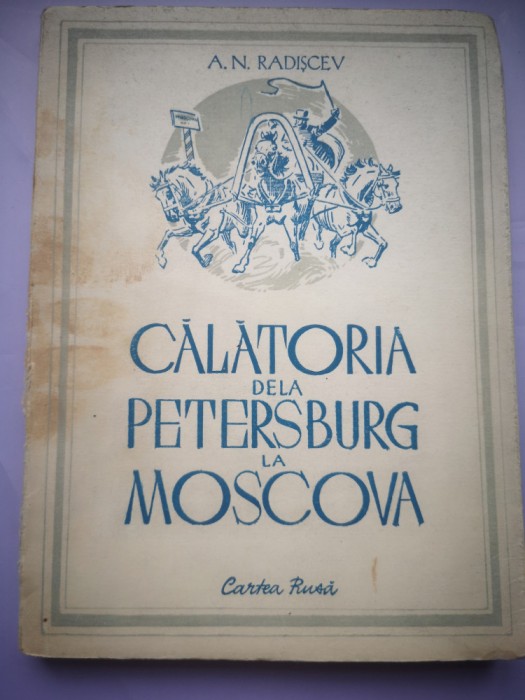 A. N. RADIȘCEV
CĂLĂTORIA
DELA
PETERSBURG
LA
MOSCOVA
Cartea Rusă